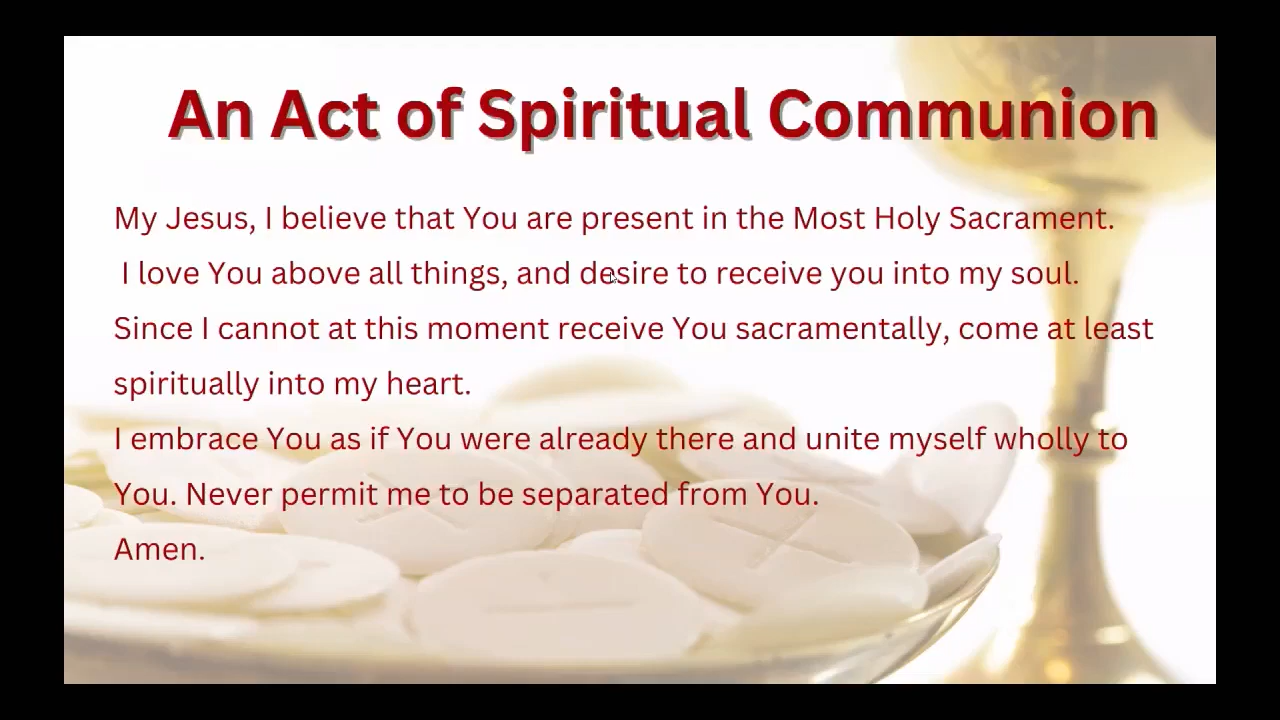 An Act of Spiritual Communion
My Jesus, I believe that You are present in the Most Holy Sacrament.
I love You above all things, and desire to receive you into my soul.
Since I cannot at this moment receive You sacramentally, come at least
spiritually into my heart.
I embrace You as if You were already there and unite myself wholly to
You. Never permit me to be separated from You.
Amen.